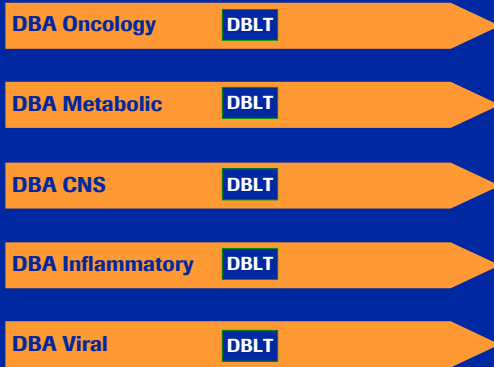 DBA Oncology DBLT
DBA Metabolic DBLT
DBA CNS DBLT
DBA Inflammatory DBLT
DBA Viral DBLT